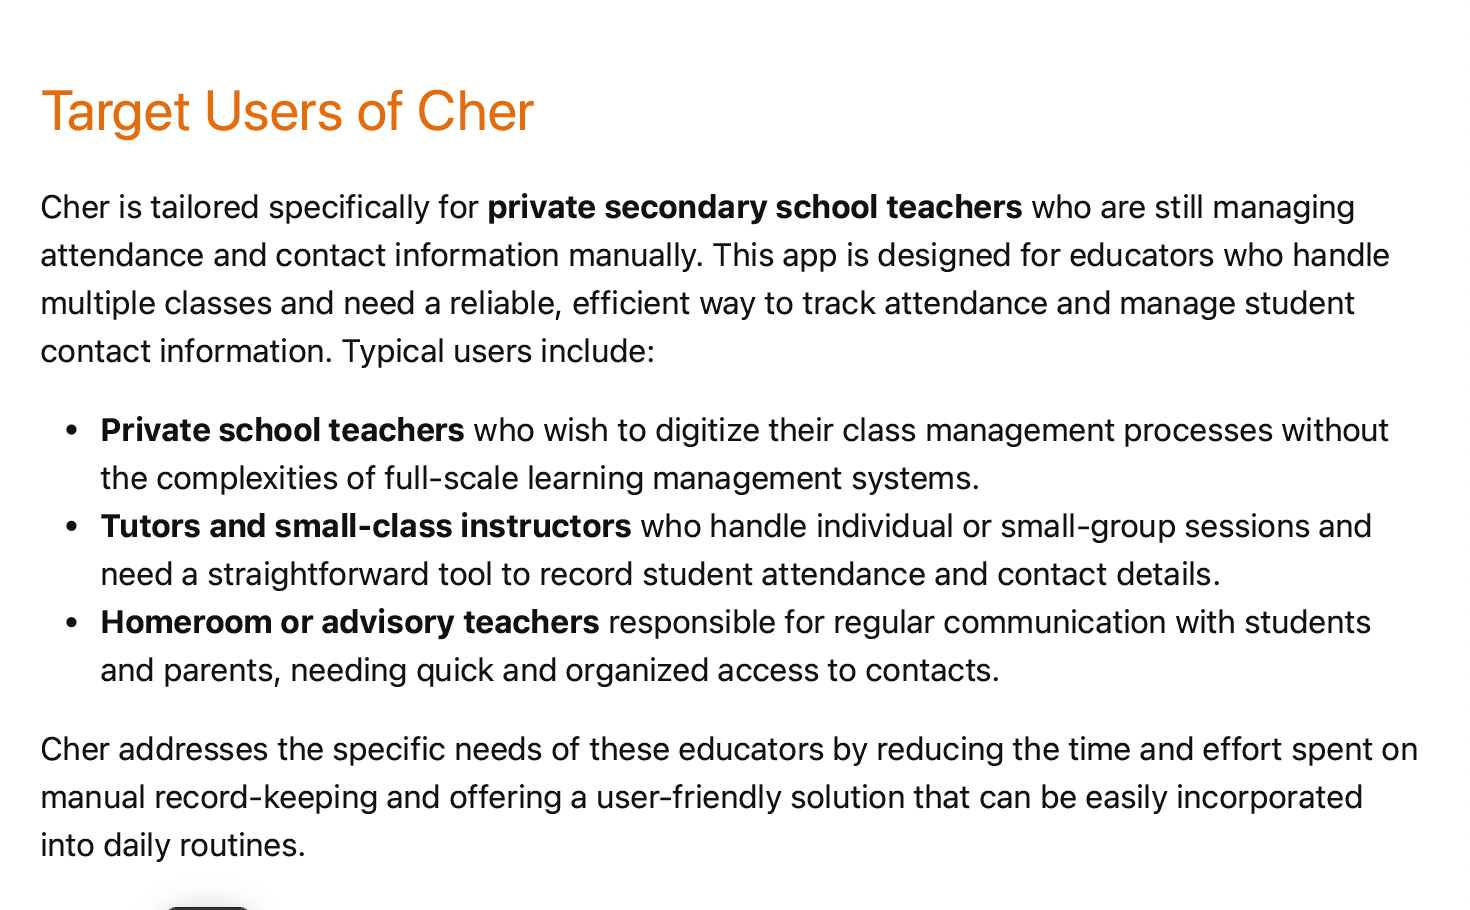 Target Users of Cher
Cher is tailored specifically for private secondary school teachers who are still managing
attendance and contact information manually. This app is designed for educators who handle
multiple classes and need a reliable, efficient way to track attendance and manage student
contact information. Typical users include:
• Private school teachers who wish to digitize their class management processes without
the complexities of full-scale learning management systems.
• Tutors and small-class instructors who handle individual or small-group sessions and
need a straightforward tool to record student attendance and contact details.
• Homeroom or advisory teachers responsible for regular communication with students
and parents, needing quick and organized access to contacts.
Cher addresses the specific needs of these educators by reducing the time and effort spent on
manual record-keeping and offering a user-friendly solution that can be easily incorporated
into daily routines.